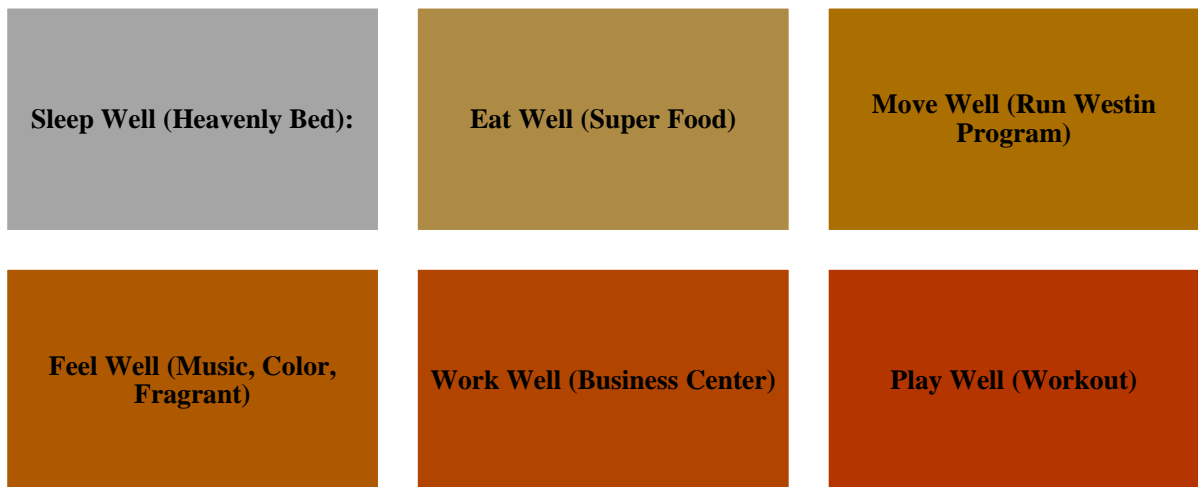 Sleep Well (Heavenly Bed):
Eat Well (Super Food)
Move Well (Run Westin
Program)
Feel Well (Music, Color,
Fragrant)
Work Well (Business Center)
Play Well (Workout)